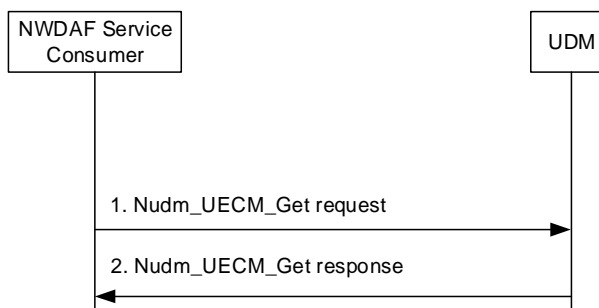 NWDAF Service
Consumer
UDM
1. Nudm_UECM_Get request
2. Nudm_UECM_Get response